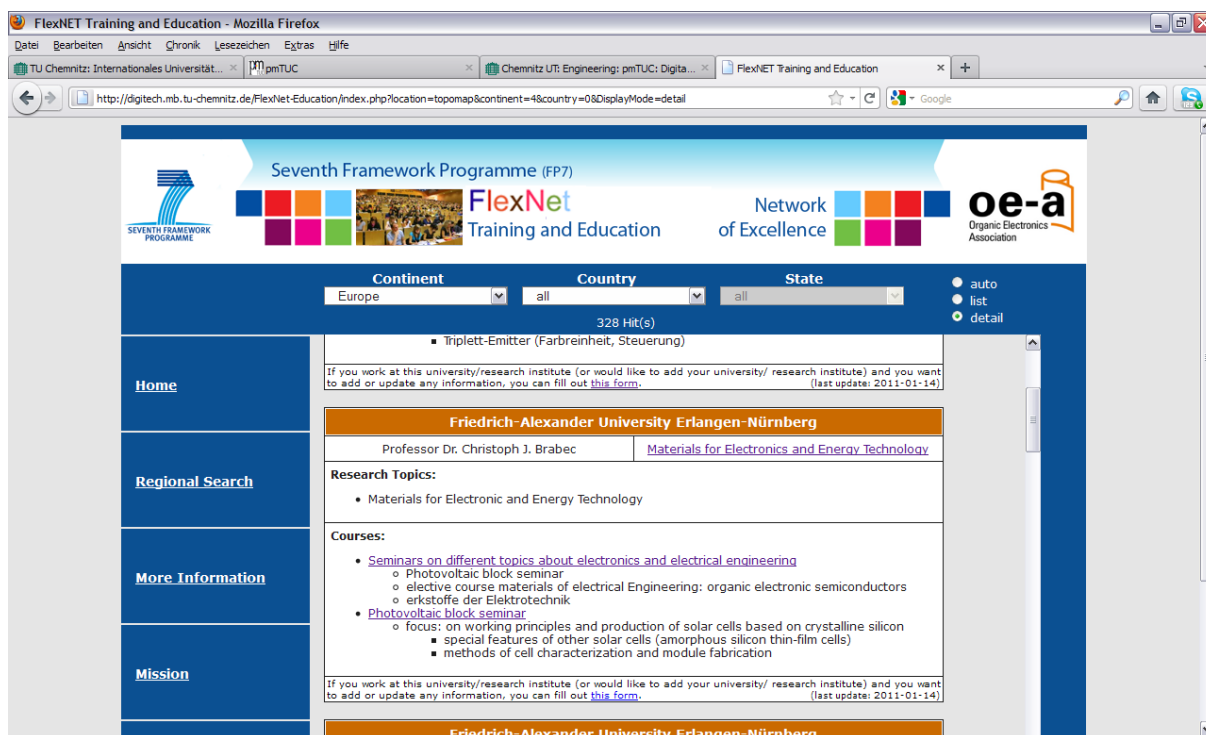 FlexNET Training and Education - Mozilla Firefox
Datei Bearbeiten Ansicht Chronik Lesezeichen Extras Hilfe
TU Chemnitz: Internationales Universität... pmTUC Chemnitz UT: Engineering: pmTUC: Digita... FlexNET Training and Education
http://digitech.mb.tu-chemnitz.de/FlexNet-Education/index.php?location=topomap&continent=4&country=0&DisplayMode=detail Google
Seventh Framework Programme (FP7)
SEVENTH FRAMEWORK
PROGRAMME
FlexNet
Training and Education
Network
of Excellence
oe-a
Organic Electronics
Association
Continent Country State
Europe all all
328 Hit(s)
auto
list
detail
Home
Regional Search
More Information
Mission
Triplett-Emitter (Farbreinheit, Steuerung)
If you work at this university/research institute (or would like to add your university/ research institute) and you want
to add or update any information, you can fill out this form. (last update: 2011-01-14)
Friedrich-Alexander University Erlangen-Nürnberg
Professor Dr. Christoph J. Brabec Materials for Electronics and Energy Technology
Research Topics:
Materials for Electronic and Energy Technology
Courses:
Seminars on different topics about electronics and electrical engineering
Photovoltaic block seminar
elective course materials of electrical Engineering: organic electronic semiconductors
erkstoffe der Elektrotechnik
Photovoltaic block seminar
focus: on working principles and production of solar cells based on crystalline silicon
special features of other solar cells (amorphous silicon thin-film cells)
methods of cell characterization and module fabrication
If you work at this university/research institute (or would like to add your university/ research institute) and you want
to add or update any information, you can fill out this form. (last update: 2011-01-14)
Friedrich-Alexander University Erlangen-Nürnberg